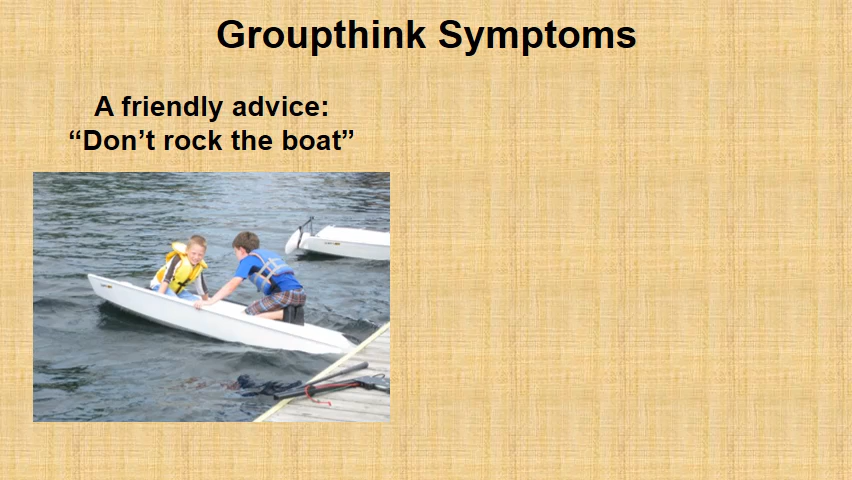 Groupthink Symptoms
A friendly advice:
“Don’t rock the boat”